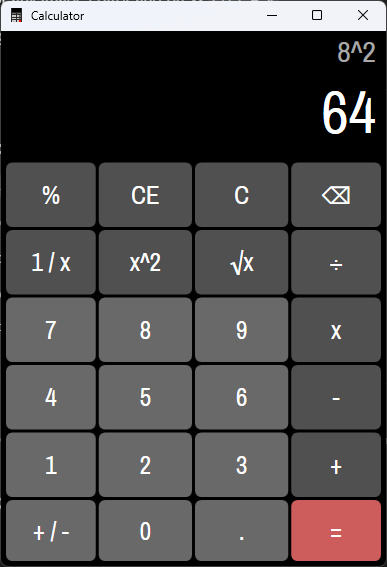 Calculator
8^2
64
% CE C ⌫
1 / x x^2 √x ÷
7 8 9 x
4 5 6 -
1 2 3 +
+ / - 0 . =